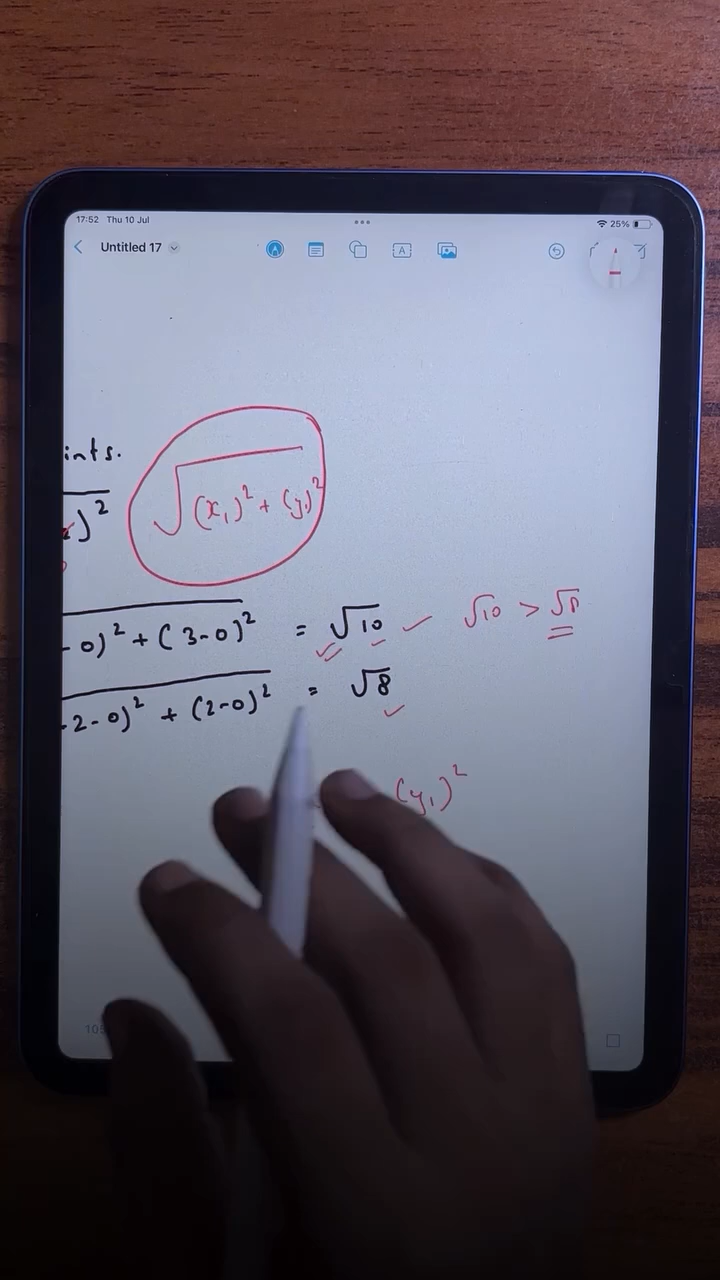 17:52 Thu 10 Jul
25%
Untitled 17
A
ints.
)²
√(x₁)² + (y₁)²
- 0)² + (3-0)² = √10
√10 > √8
-2-0)² + (2-0)² = √8
(y₁)²